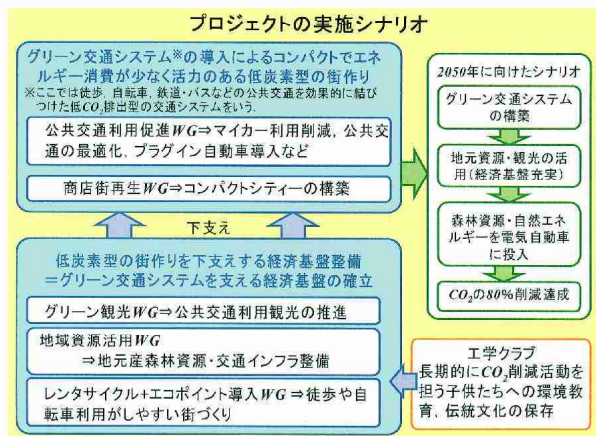 プロジェクトの実施シナリオ
グリーン交通システム※の導入によるコンパクトでエネ
ルギー消費が少なく活力のある低炭素型の街作り
※ここでは徒歩, 自転車, 鉄道・バスなどの公共交通を効果的に結び
つけた低CO₂排出型の交通システムをいう.
公共交通利用促進WG⇒マイカー利用削減, 公共交
通の最適化, プラグイン自動車導入など
商店街再生WG⇒コンパクトシティーの構築
下支え
低炭素型の街作りを下支えする経済基盤整備
＝グリーン交通システムを支える経済基盤の確立
グリーン観光WG⇒公共交通利用観光の推進
地域資源活用WG
⇒地元産森林資源・交通インフラ整備
レンタサイクル+エコポイント導入WG ⇒徒歩や自
転車利用がしやすい街づくり
2050年に向けたシナリオ
グリーン交通システム
の構築
地元資源・観光の活
用(経済基盤充実)
森林資源・自然エネ
ルギーを電気自動車
に投入
CO₂の80%削減達成
工学クラブ
長期的にCO₂削減活動を
担う子供たちへの環境教
育, 伝統文化の保存